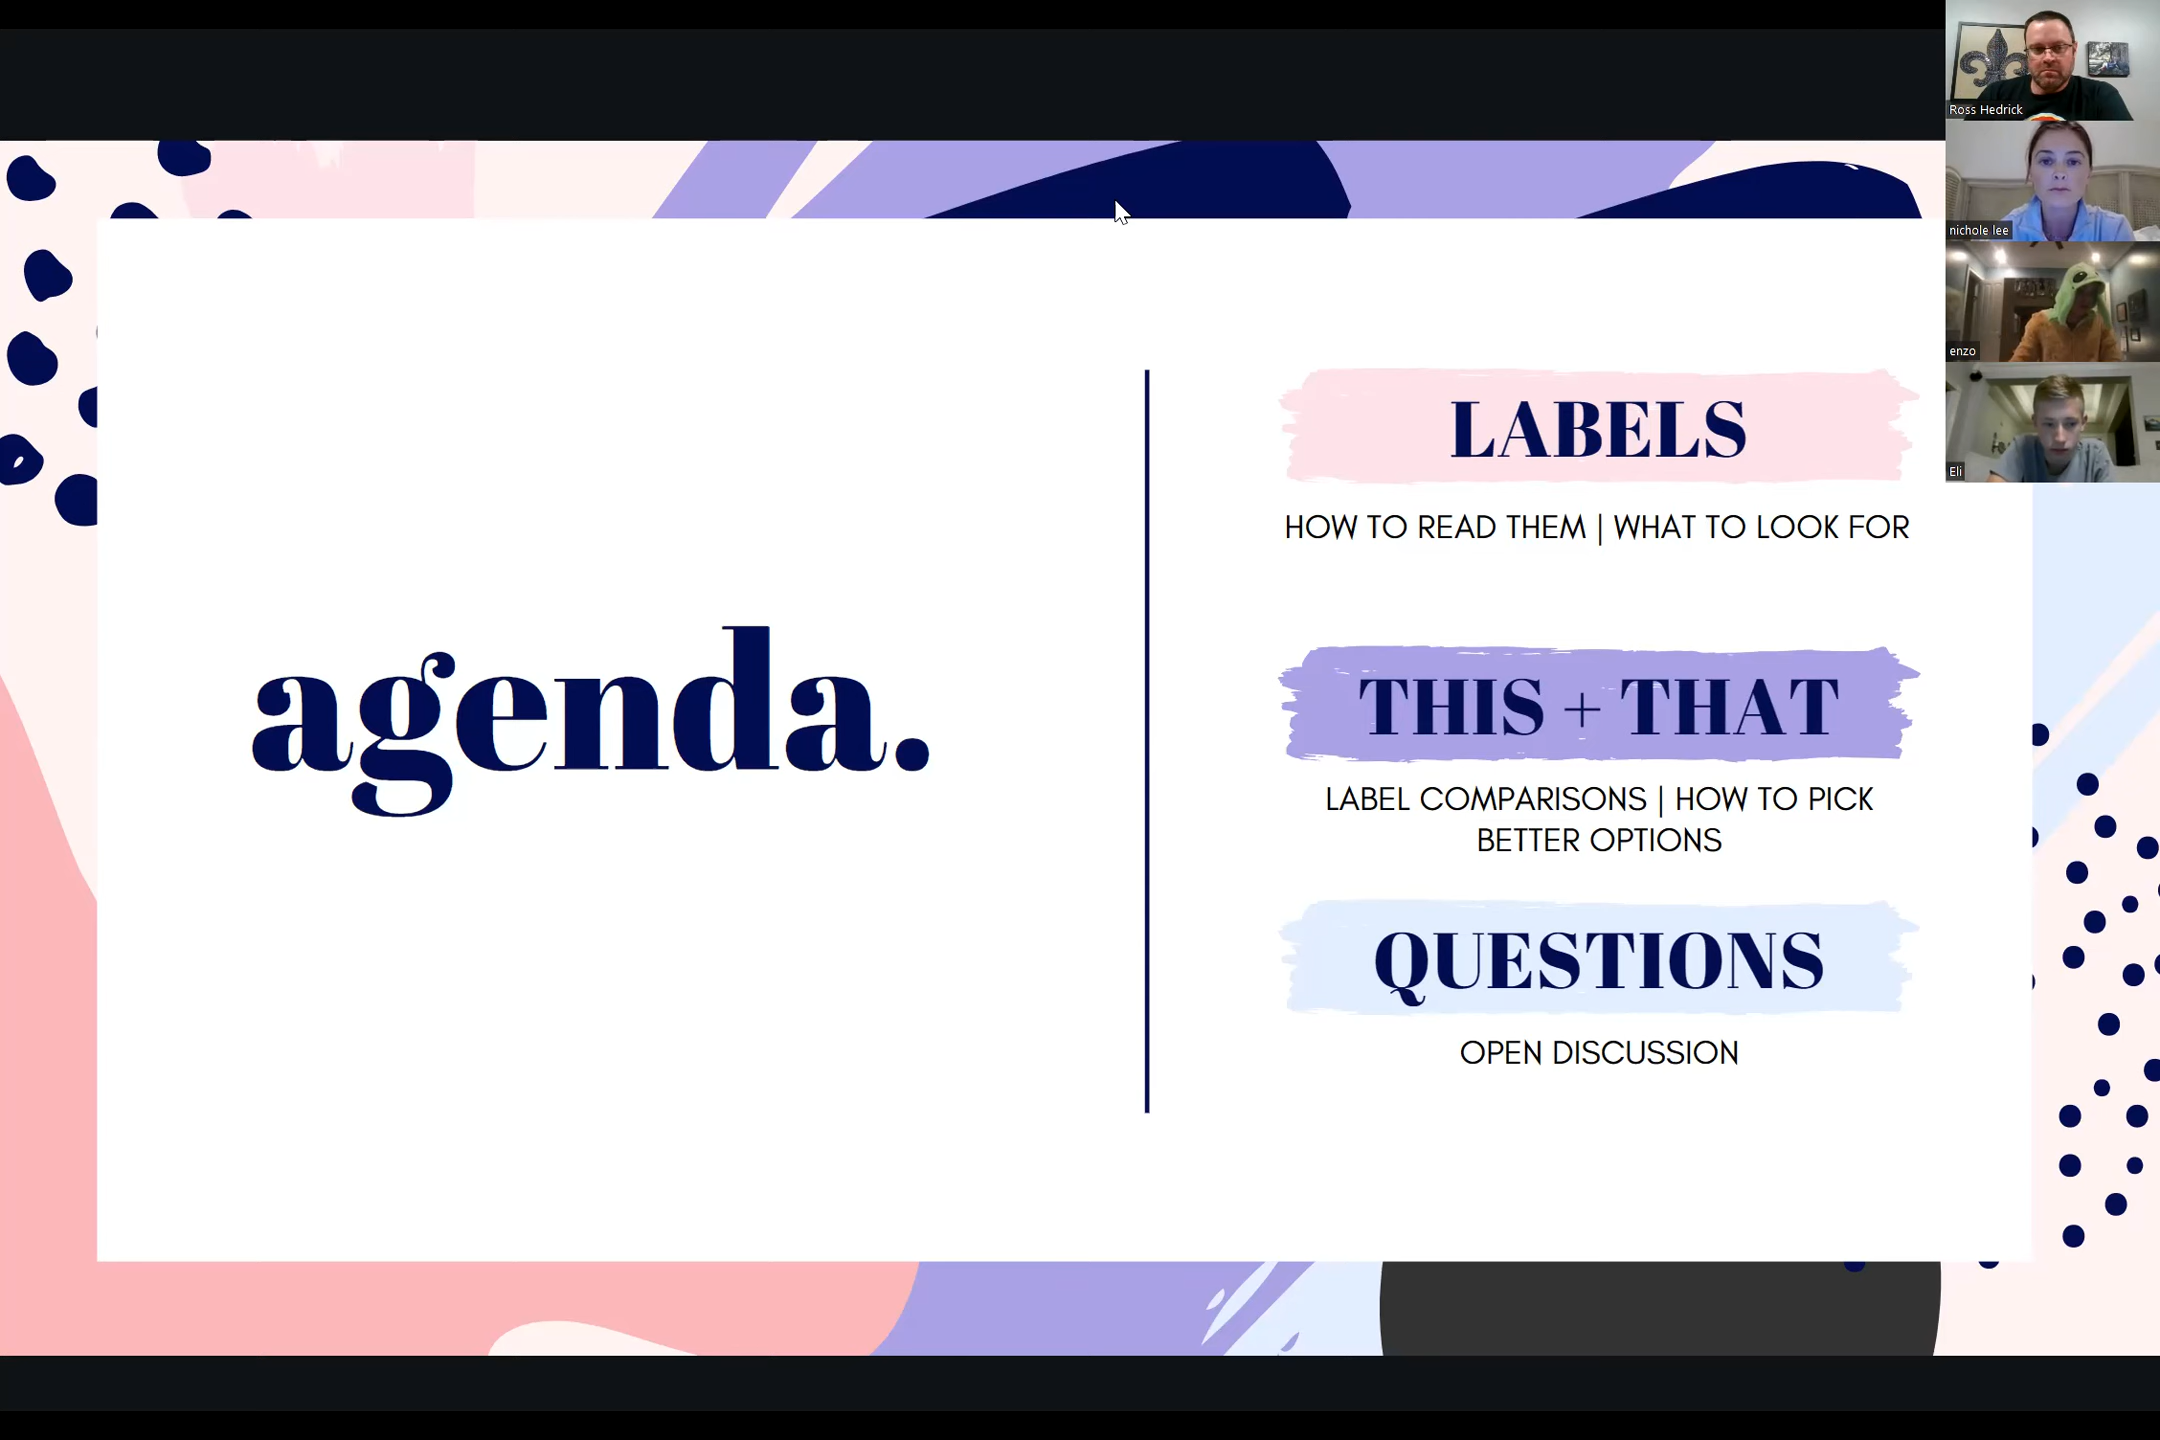 agenda.
LABELS
HOW TO READ THEM | WHAT TO LOOK FOR
THIS + THAT
LABEL COMPARISONS | HOW TO PICK
BETTER OPTIONS
QUESTIONS
OPEN DISCUSSION
Ross Hedrick
nichole lee
enzo
Eli